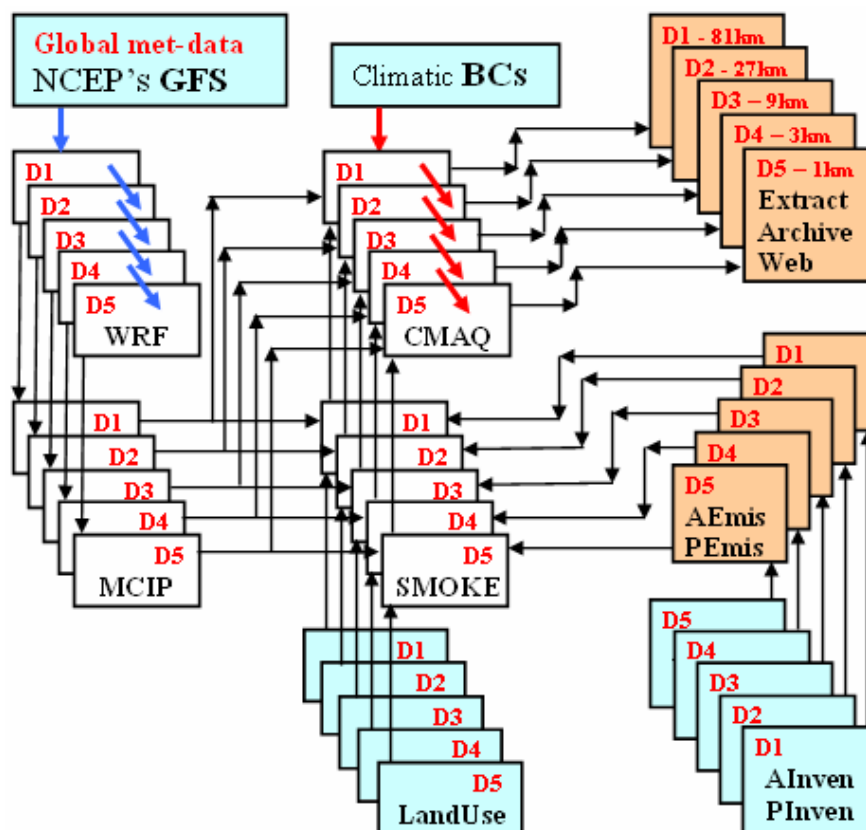 Global met-data
NCEP's GFS
Climatic BCs
D1 - 81km
D2 - 27km
D3 – 9km
D4 – 3km
D5 – 1km
Extract
Archive
Web
D1
D2
D3
D4
D5
WRF
D1
D2
D3
D4
D5
CMAQ
D1
D2
D3
D4
D5
MCIP
D1
D2
D3
D4
D5
SMOKE
D1
D2
D3
D4
D5
AEmis
PEmis
D1
D2
D3
D4
D5
LandUse
D5
D4
D3
D2
D1
AInven
PInven